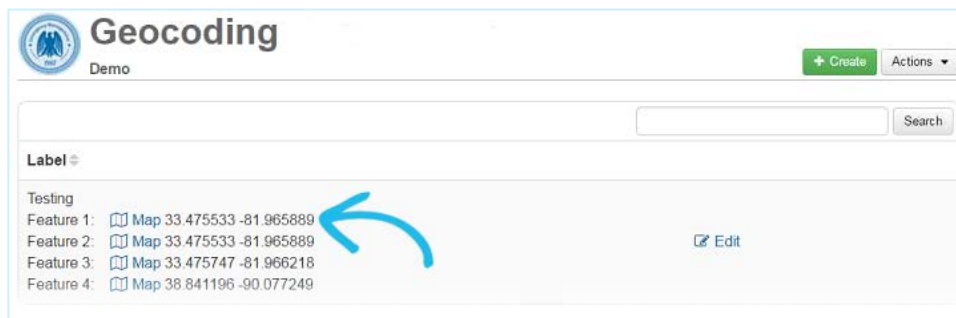 Geocoding
Demo
+ Create
Actions
Search
Label
Testing
Feature 1: Map 33.475533 -81.965889
Feature 2: Map 33.475533 -81.965889
Edit
Feature 3: Map 33.475747 -81.966218
Feature 4: Map 38.841196 -90.077249